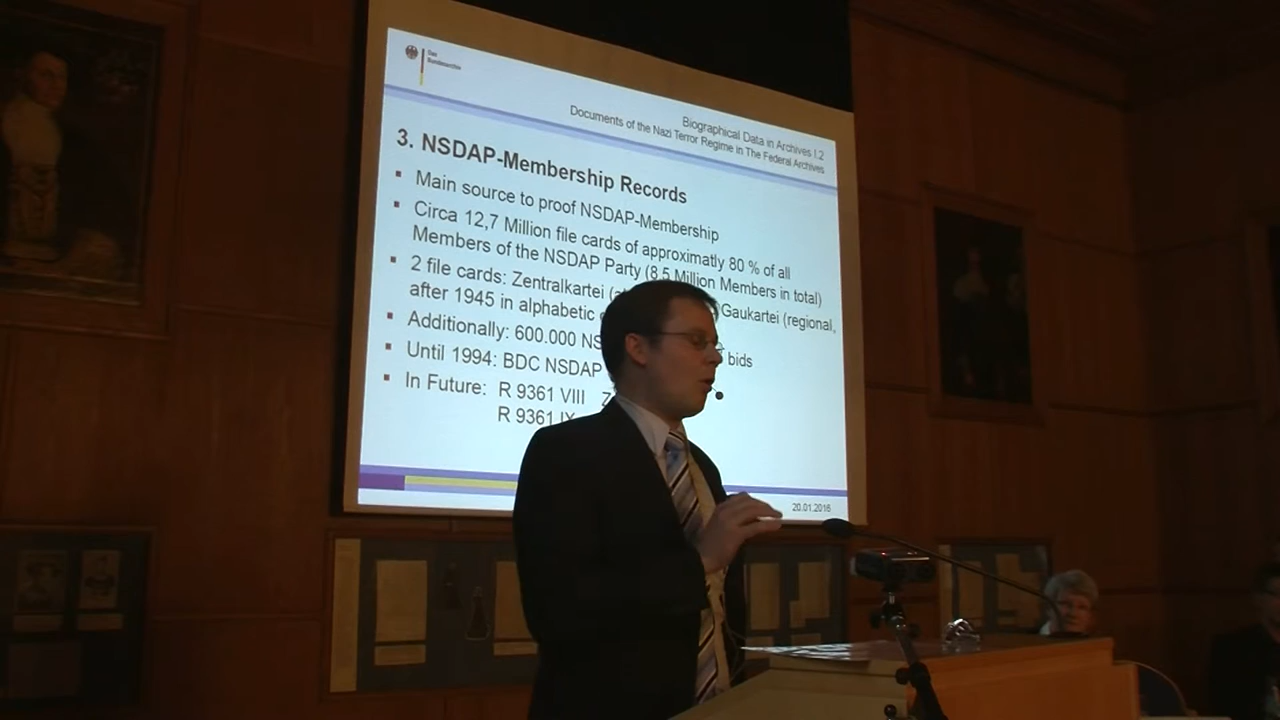 Das
Bundesarchiv
Biographical Data in Archives I.2
Documents of the Nazi Terror Regime in The Federal Archives
3. NSDAP-Membership Records
Main source to proof NSDAP-Membership
Circa 12,7 Million file cards of approximatly 80 % of all
Members of the NSDAP Party (8,5 Million Members in total)
2 file cards: Zentralkartei Gaukartei (regional,
after 1945 in alphabetic
Additionally: 600.000 bids
Until 1994: BDC NSDAP
In Future: R 9361 VIII
R 9361 IX
20.01.2016